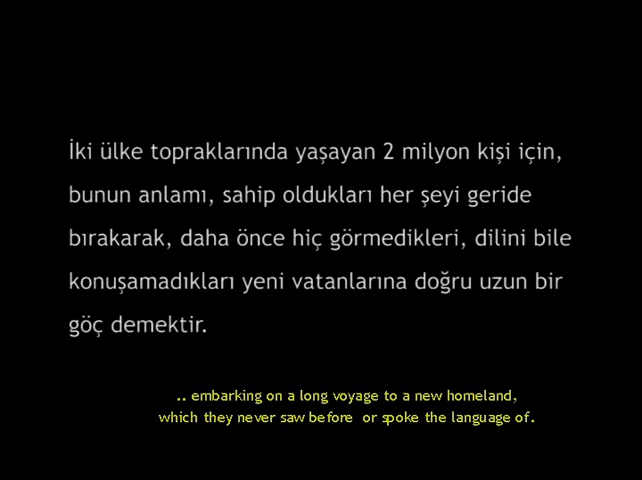 İki ülke topraklarında yaşayan 2 milyon kişi için,
bunun anlamı, sahip oldukları her şeyi geride
bırakarak, daha önce hiç görmedikleri, dilini bile
konuşamadıkları yeni vatanlarına doğru uzun bir
göç demektir.
.. embarking on a long voyage to a new homeland,
which they never saw before or spoke the language of.